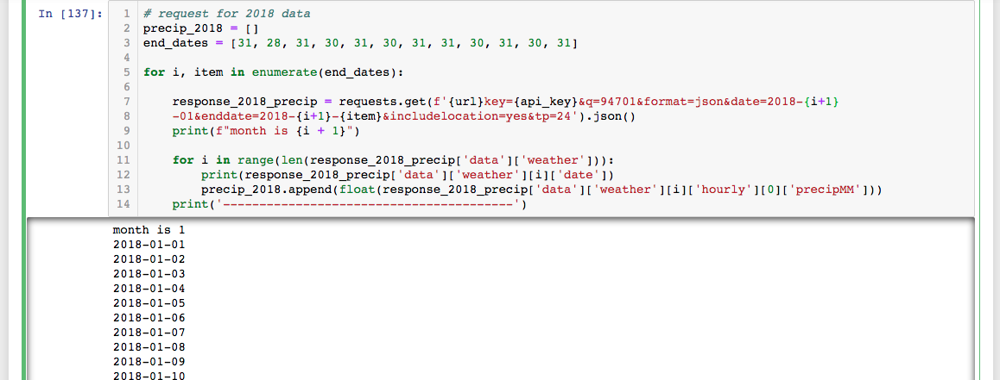 In [137]:
1 # request for 2018 data
2 precip_2018 = []
3 end_dates = [31, 28, 31, 30, 31, 30, 31, 31, 30, 31, 30, 31]
4
5 for i, item in enumerate(end_dates):
6
7     response_2018_precip = requests.get(f'{url}key={api_key}&q=94701&format=json&date=2018-{i+1}
8     -01&enddate=2018-{i+1}-{item}&includelocation=yes&tp=24').json()
9     print(f"month is {i + 1}")
10
11     for i in range(len(response_2018_precip['data']['weather'])):
12         print(response_2018_precip['data']['weather'][i]['date'])
13         precip_2018.append(float(response_2018_precip['data']['weather'][i]['hourly'][0]['precipMM']))
14     print('----------------------------------------')
month is 1
2018-01-01
2018-01-02
2018-01-03
2018-01-04
2018-01-05
2018-01-06
2018-01-07
2018-01-08
2018-01-09
2018-01-10